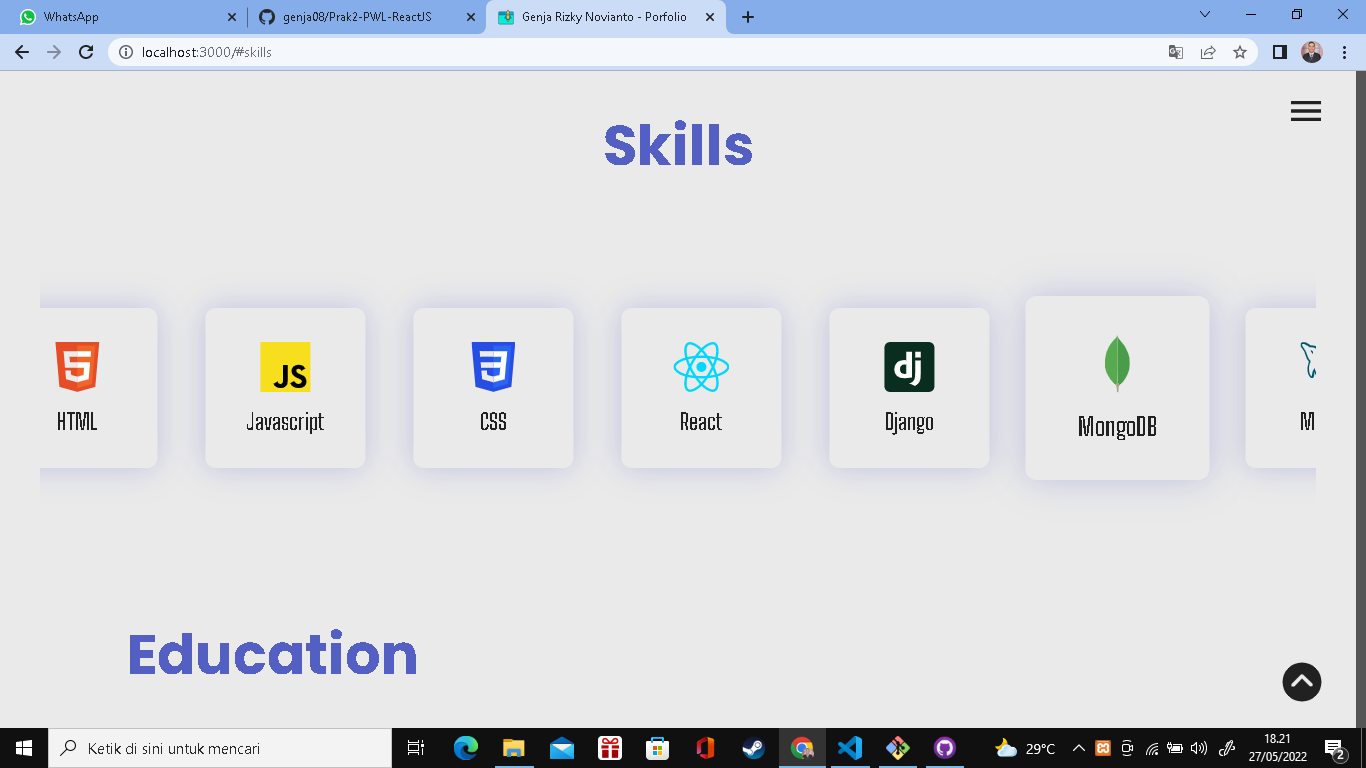 WhatsApp
genja08/Prak2-PWL-ReactJS
Genja Rizky Novianto - Porfolio
localhost:3000/#skills
Skills
JS
dj
HTML
Javascript
CSS
React
Django
MongoDB
M
Education
Ketik di sini untuk mencari
29°C
18.21
27/05/2022
2